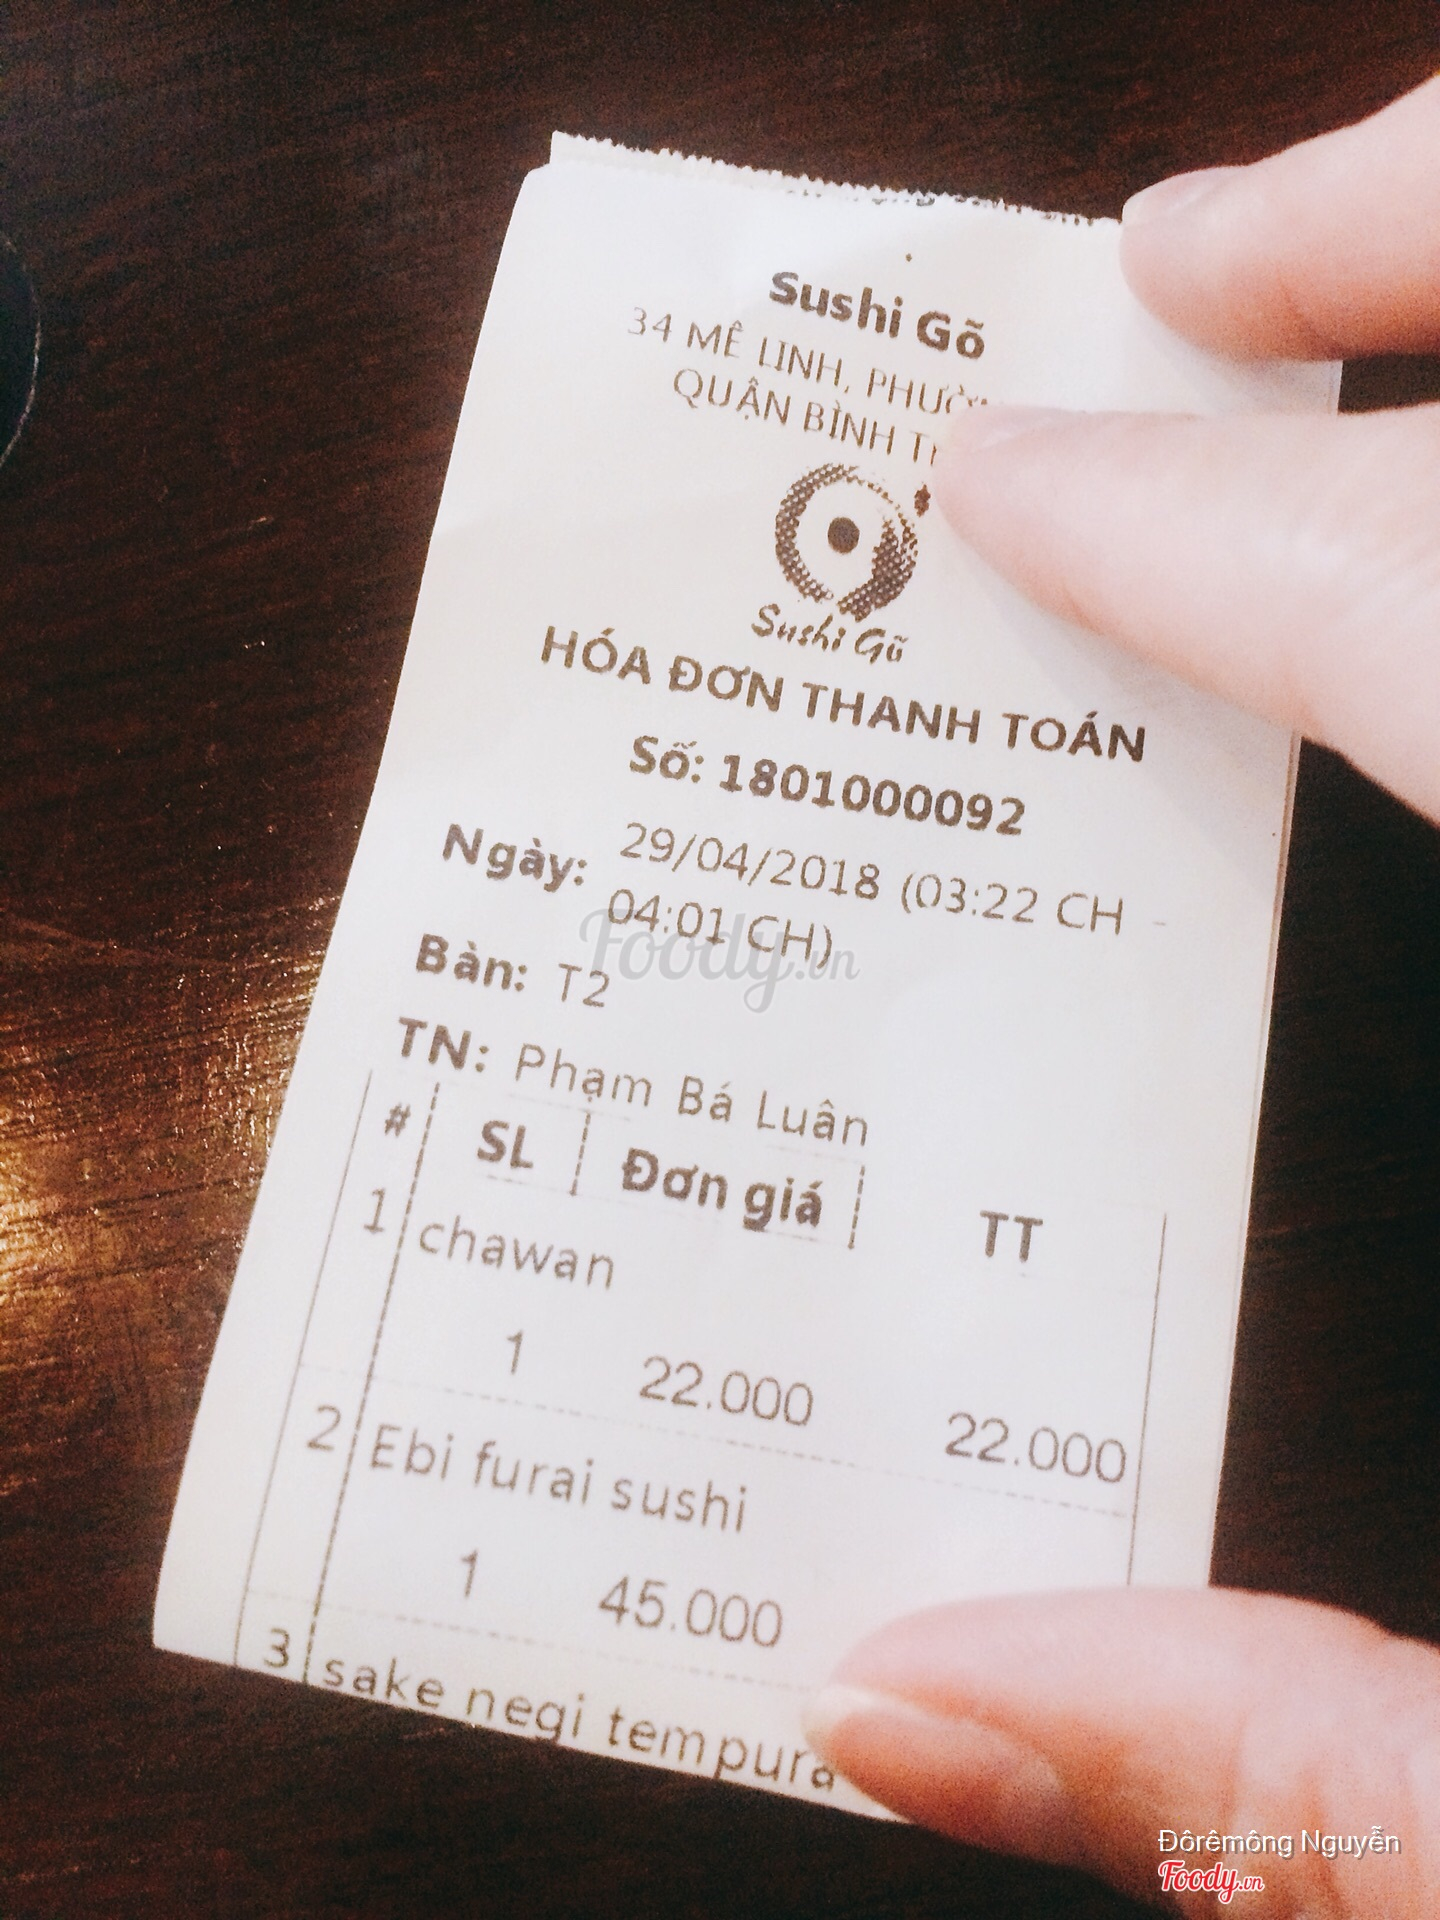 Sushi Gõ
34 MÊ LINH,
QUẬN BÌNH
Sushi Gõ
HÓA ĐƠN THANH TOÁN
Số: 1801000092
Ngày: 29/04/2018 (03:22 CH -
04:01 CH)
Bàn: T2
TN: Phạm Bá Luân
# SL Đơn giá TT
1 chawan
1 22.000 22.000
2 Ebi furai sushi
1 45.000
3 sake negi tempura
Foody.vn
Đôrêmông Nguyễn
Foody.vn